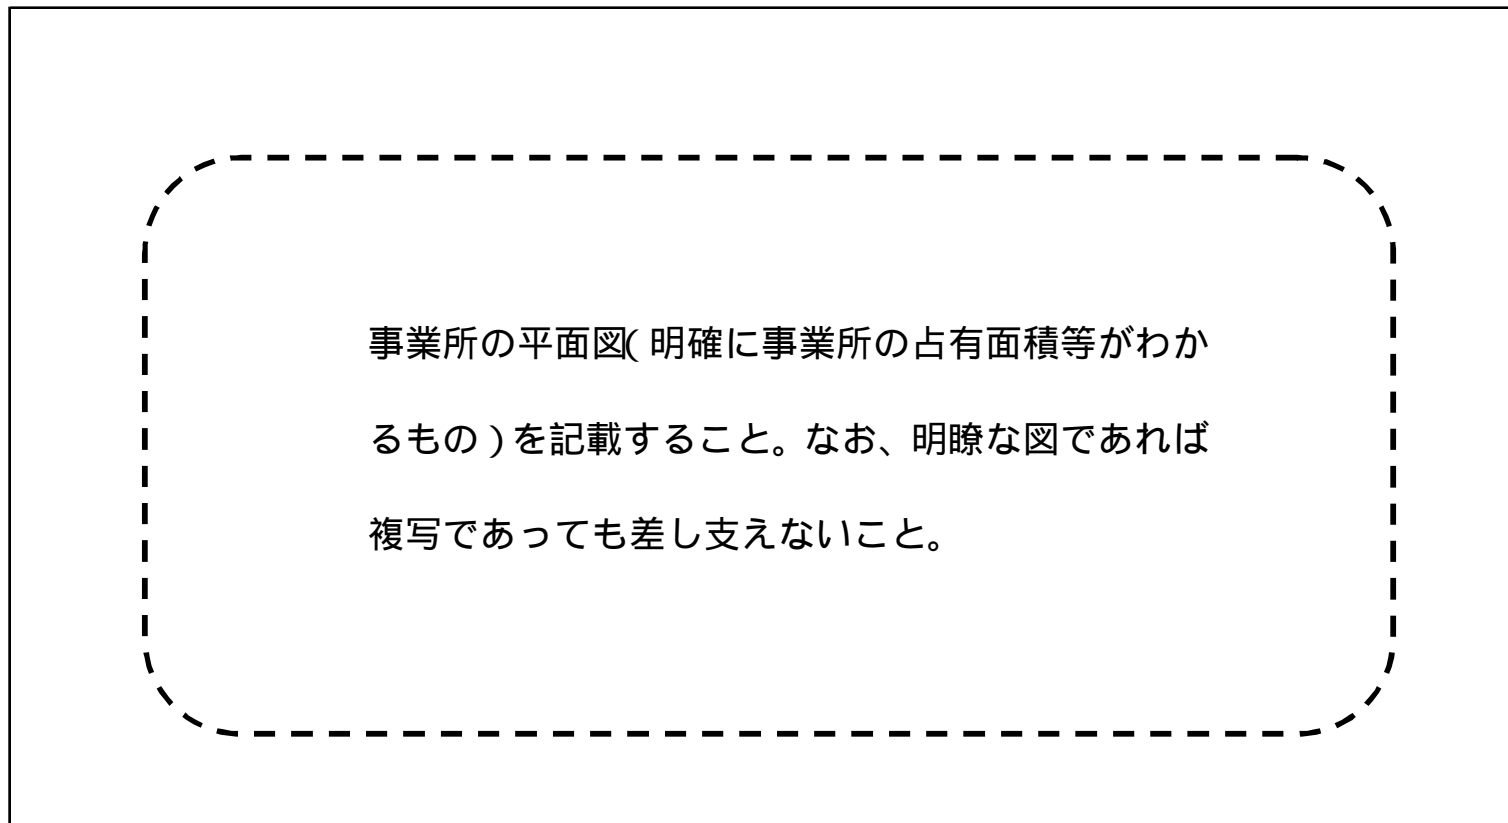 事業所の平面図(明確に事業所の占有面積等がわか
るもの)を記載すること。なお、明瞭な図であれば
複写であっても差し支えないこと。